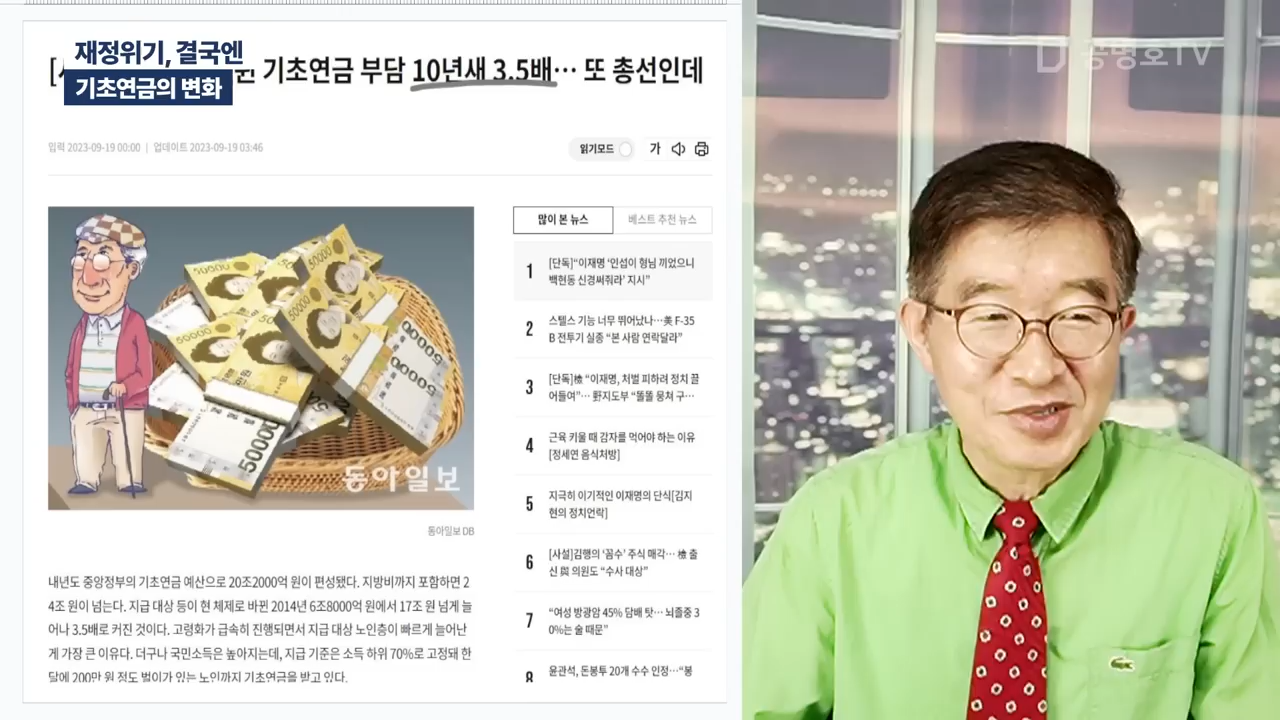 재정위기, 결국엔
기초연금의 변화
기초연금 부담 10년새 3.5배… 또 총선인데
입력 2023-09-19 00:00 | 업데이트 2023-09-19 03:46
읽기모드 가
공병호TV
50000
50000
50000
50000
50000
50000
50000
동아일보
동아일보 DB
많이 본 뉴스 베스트 추천 뉴스
1 [단독]“이재명 ‘인섭이 형님 끼었으니
백현동 신경써줘라’ 지시”
2 스텔스 기능 너무 뛰어났나…美 F-35
B 전투기 실종 “본 사람 연락달라”
3 [단독]檢 “이재명, 처벌 피하려 정치 끌
어들여”… 野지도부 “똘똘 뭉쳐 구…
4 근육 키울 때 감자를 먹어야 하는 이유
[정세연 음식처방]
5 지극히 이기적인 이재명의 단식[김지
현의 정치언락]
6 [사설]김행의 ‘꼼수’ 주식 매각… 檢 출
신 與 의원도 “수사 대상”
7 “여성 방광암 45% 담배 탓… 뇌졸중 3
0%는 술 때문”
8 윤관석, 돈봉투 20개 수수 인정…“봉
내년도 중앙정부의 기초연금 예산으로 20조2000억 원이 편성됐다. 지방비까지 포함하면 2
4조 원이 넘는다. 지급 대상 등이 현 체제로 바뀐 2014년 6조8000억 원에서 17조 원 넘게 늘
어나 3.5배로 커진 것이다. 고령화가 급속히 진행되면서 지급 대상 노인층이 빠르게 늘어난
게 가장 큰 이유다. 더구나 국민소득은 높아지는데, 지급 기준은 소득 하위 70%로 고정돼 한
달에 200만 원 정도 벌이가 있는 노인까지 기초연금을 받고 있다.